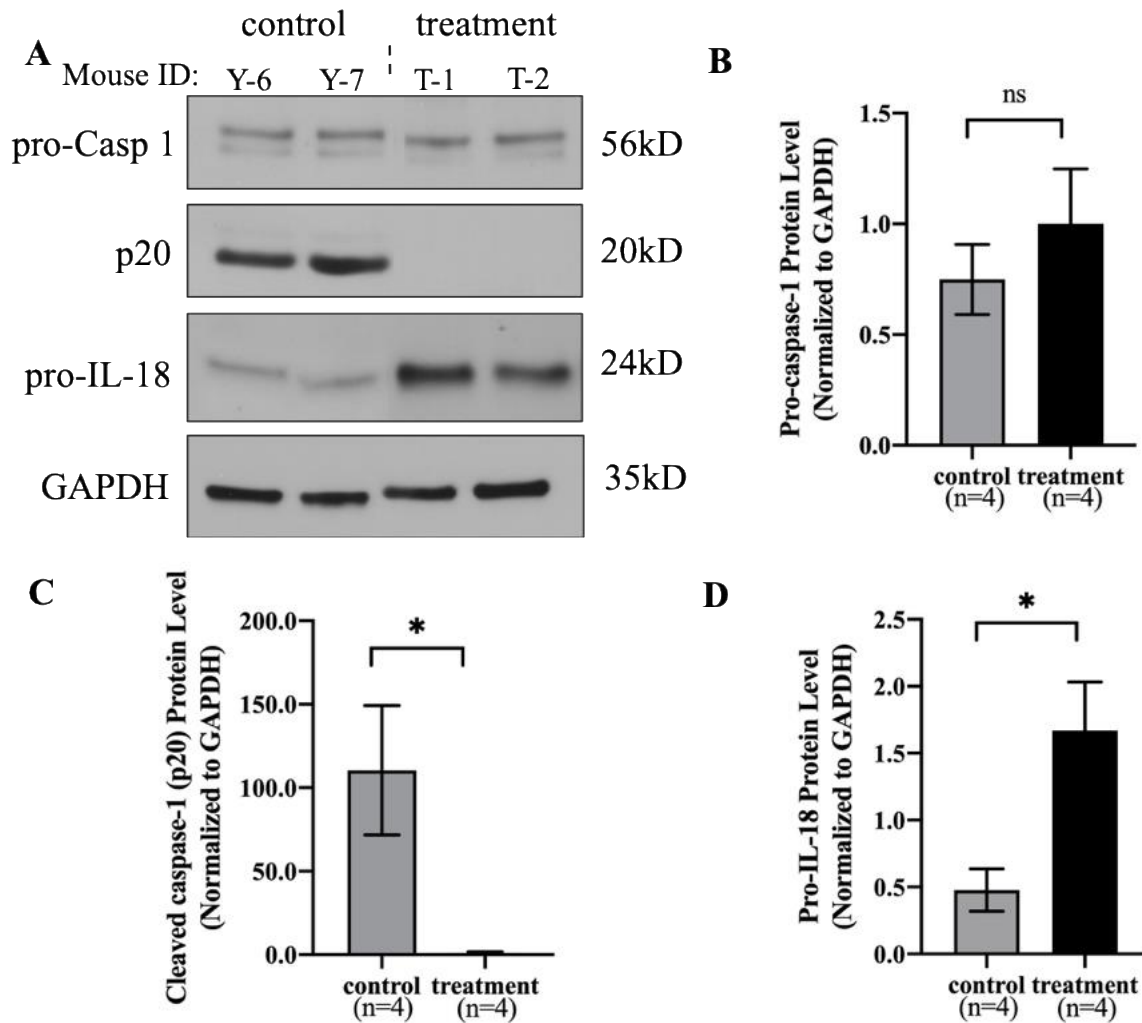 A
control treatment
Mouse ID: Y-6 Y-7 T-1 T-2
pro-Casp 1 56kD
p20 20kD
pro-IL-18 24kD
GAPDH 35kD
B
Pro-caspase-1 Protein Level
(Normalized to GAPDH)
1.5
1.0
0.5
0.0
ns
control treatment
(n=4) (n=4)
C
Cleaved caspase-1 (p20) Protein Level
(Normalized to GAPDH)
200.0
150.0
100.0
50.0
0.0
*
control treatment
(n=4) (n=4)
D
Pro-IL-18 Protein Level
(Normalized to GAPDH)
2.5
2.0
1.5
1.0
0.5
0.0
*
control treatment
(n=4) (n=4)